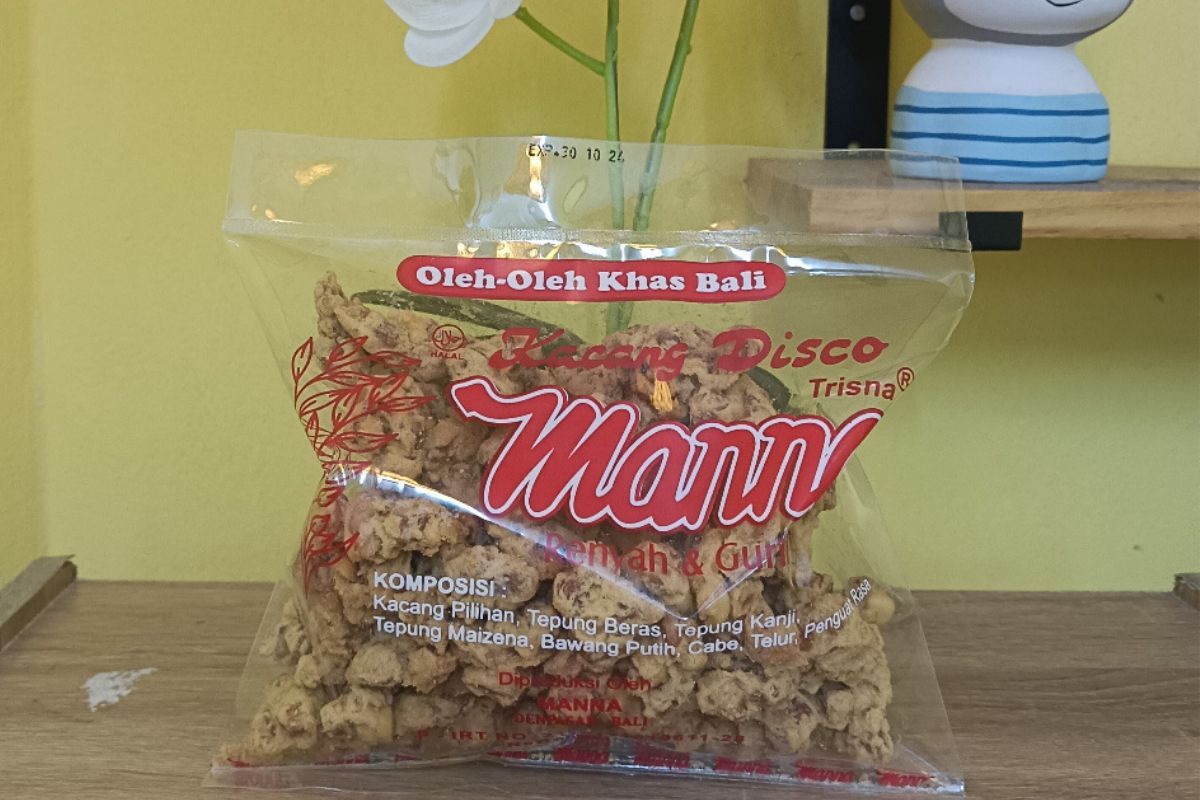 EXP.30 10 24
Oleh-Oleh Khas Bali
HALAL
Kacang Disco
Trisna®
Manna
Renyah & Guri
KOMPOSISI :
Kacang Pilihan, Tepung Beras, Tepung Kanji,
Tepung Maizena, Bawang Putih, Cabe, Telur, Penguat Rasa
Diproduksi Oleh
MANNA
DENPASAR BALI